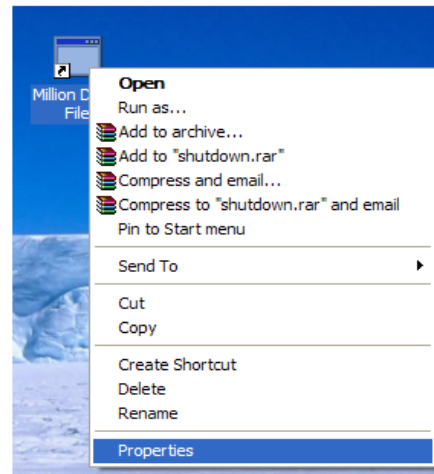 Million D
File
Open
Run as...
Add to archive...
Add to "shutdown.rar"
Compress and email...
Compress to "shutdown.rar" and email
Pin to Start menu
Send To
Cut
Copy
Create Shortcut
Delete
Rename
Properties